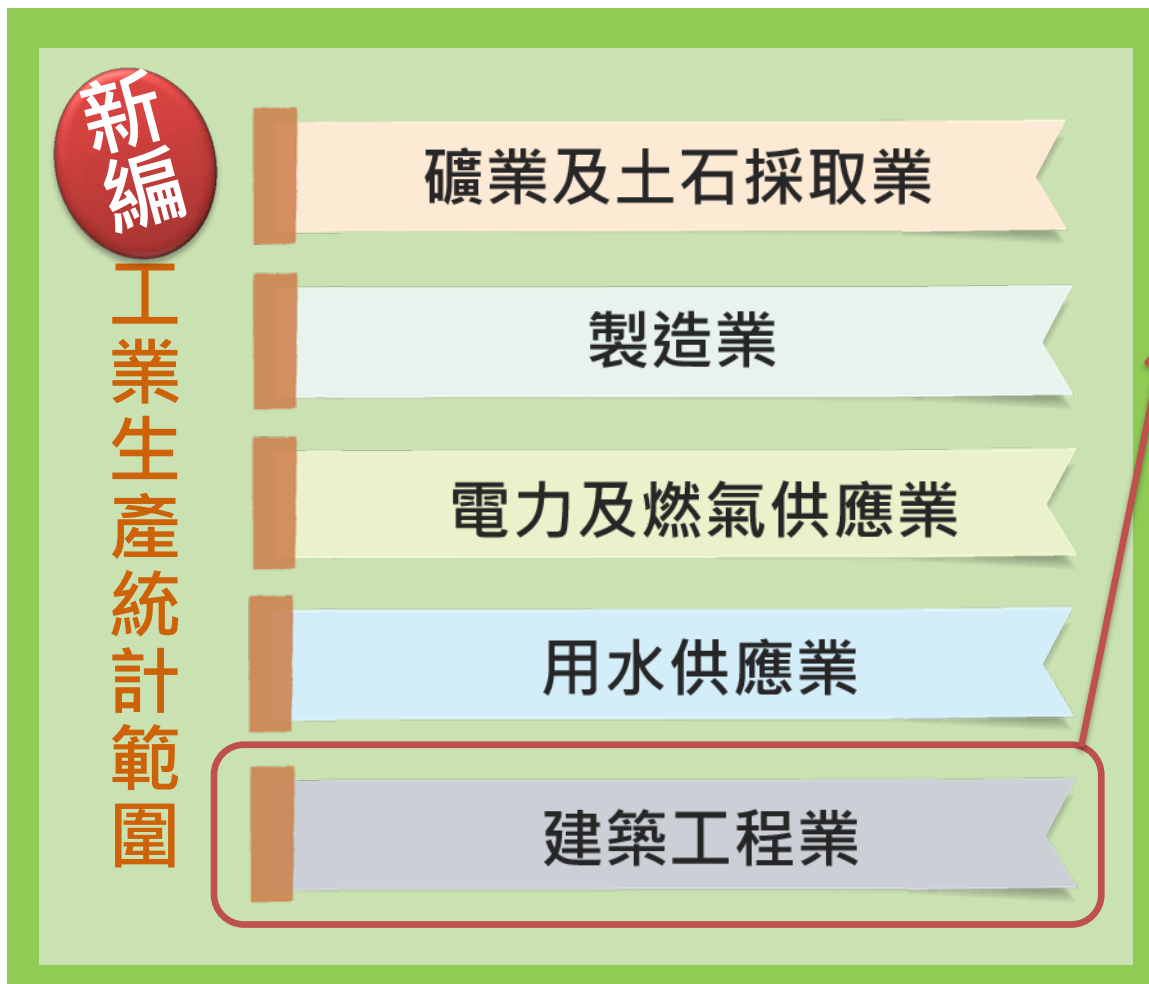 新編
工業生產統計範圍
礦業及土石採取業
製造業
電力及燃氣供應業
用水供應業
建築工程業